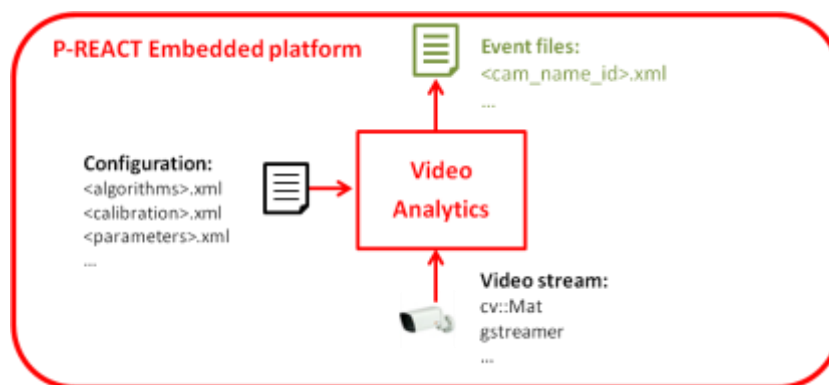 P-REACT Embedded platform
Event files:
<cam_name_id>.xml
...
Configuration:
<algorithms>.xml
<calibration>.xml
<parameters>.xml
...
Video
Analytics
Video stream:
cv::Mat
gstreamer
...